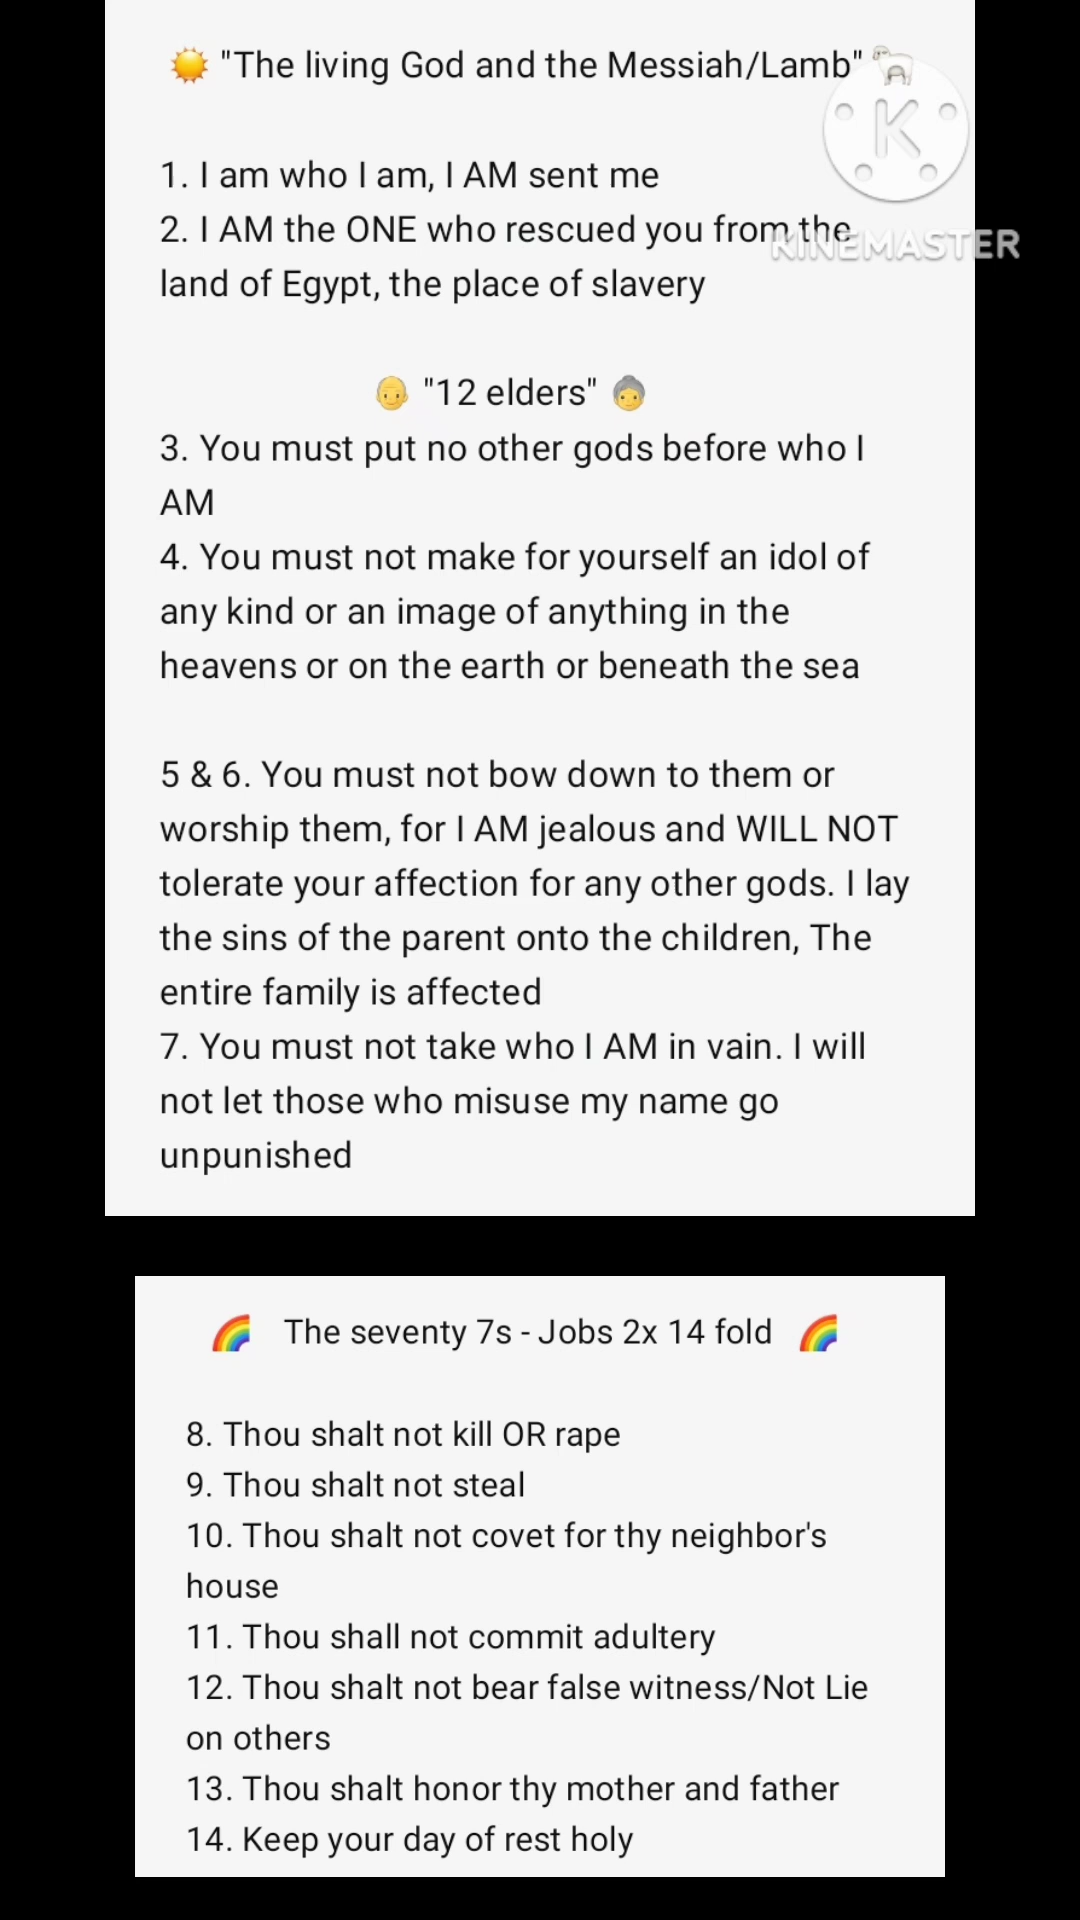 ☀️ "The living God and the Messiah/Lamb" 🐑
K
1. I am who I am, I AM sent me
2. I AM the ONE who rescued you from the
KINEMASTER
land of Egypt, the place of slavery
👴 "12 elders" 👵
3. You must put no other gods before who I
AM
4. You must not make for yourself an idol of
any kind or an image of anything in the
heavens or on the earth or beneath the sea
5 & 6. You must not bow down to them or
worship them, for I AM jealous and WILL NOT
tolerate your affection for any other gods. I lay
the sins of the parent onto the children, The
entire family is affected
7. You must not take who I AM in vain. I will
not let those who misuse my name go
unpunished
🌈 The seventy 7s - Jobs 2x 14 fold 🌈
8. Thou shalt not kill OR rape
9. Thou shalt not steal
10. Thou shalt not covet for thy neighbor's
house
11. Thou shall not commit adultery
12. Thou shalt not bear false witness/Not Lie
on others
13. Thou shalt honor thy mother and father
14. Keep your day of rest holy